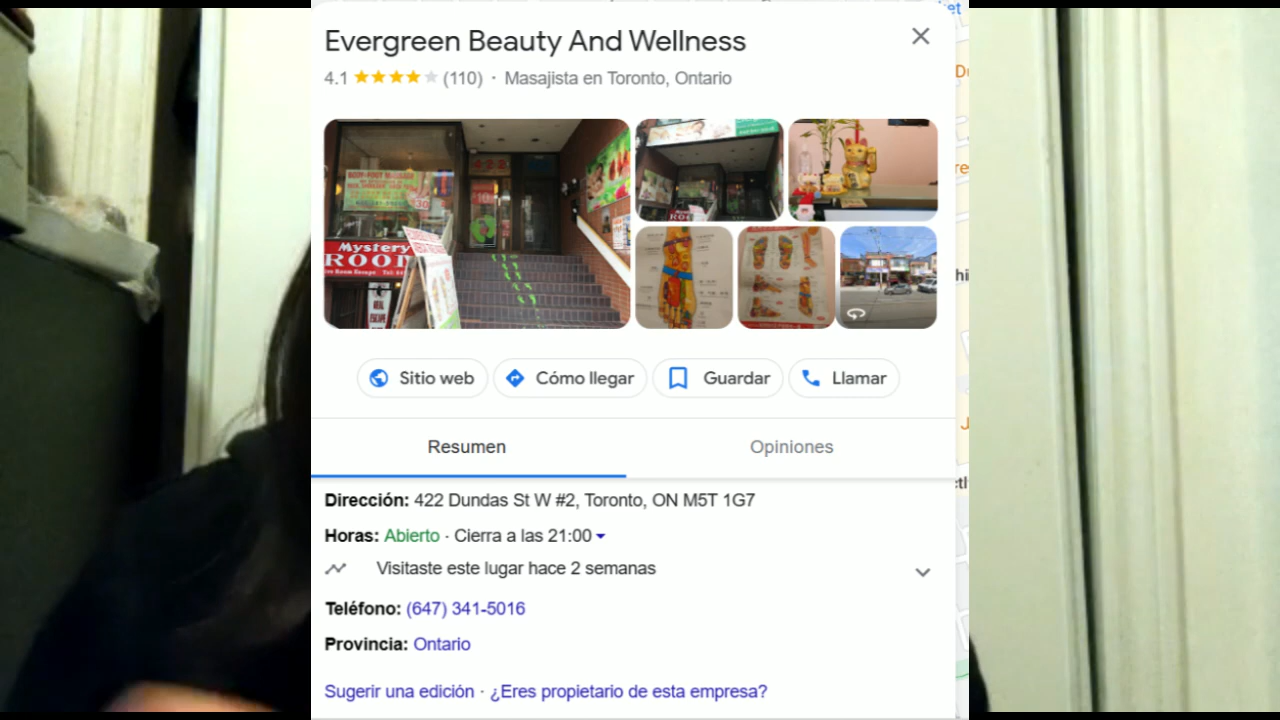 Evergreen Beauty And Wellness
4.1 ★★★★★ (110) · Masajista en Toronto, Ontario
422
$30
Mystery
ROOM
Sitio web
Cómo llegar
Guardar
Llamar
Resumen
Opiniones
Dirección: 422 Dundas St W #2, Toronto, ON M5T 1G7
Horas: Abierto · Cierra a las 21:00
Visitaste este lugar hace 2 semanas
Teléfono: (647) 341-5016
Provincia: Ontario
Sugerir una edición · ¿Eres propietario de esta empresa?